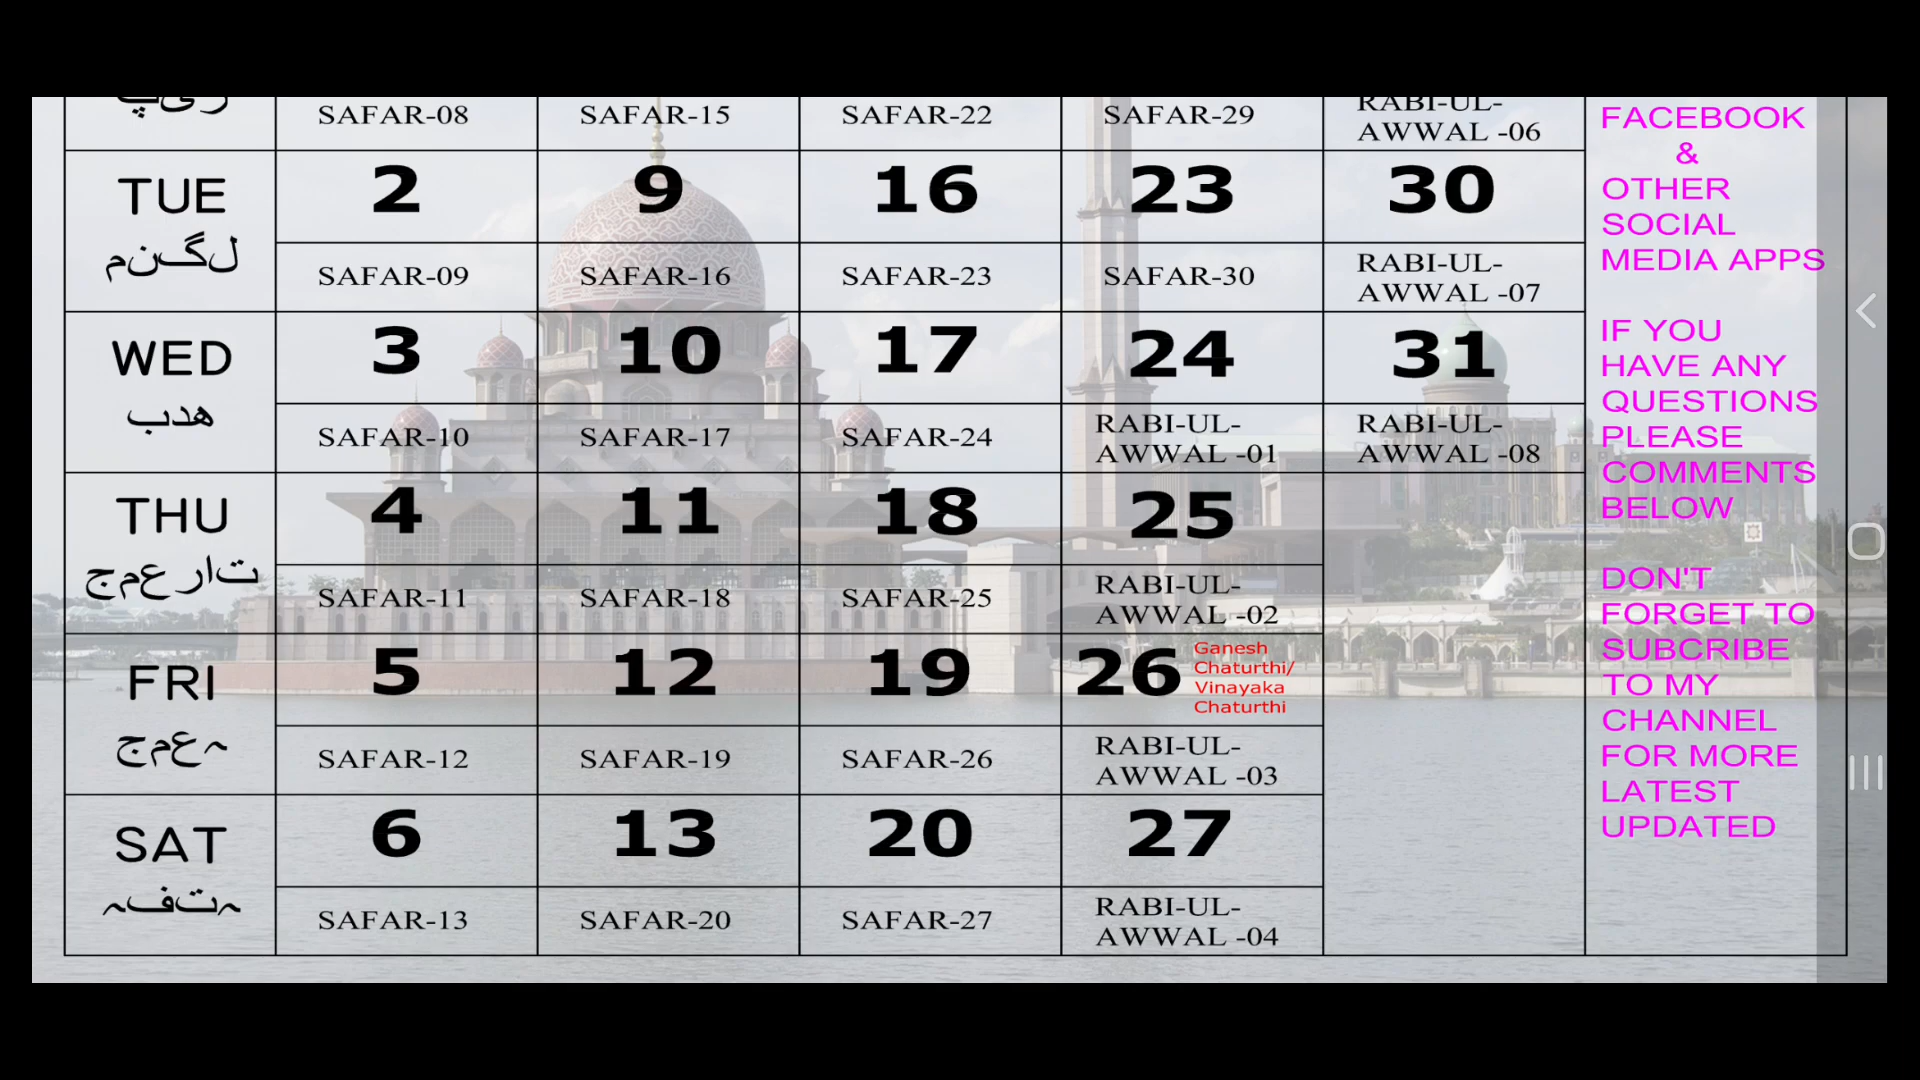 SAFAR-08 SAFAR-15 SAFAR-22 SAFAR-29 RABI-UL-
AWWAL -06
TUE 2 9 16 23 30
منگل SAFAR-09 SAFAR-16 SAFAR-23 SAFAR-30 RABI-UL-
AWWAL -07
WED 3 10 17 24 31
بدھ SAFAR-10 SAFAR-17 SAFAR-24 RABI-UL- RABI-UL-
AWWAL -01 AWWAL -08
THU 4 11 18 25
جمعرات SAFAR-11 SAFAR-18 SAFAR-25 RABI-UL-
AWWAL -02
FRI 5 12 19 26 Ganesh
Chaturthi/
Vinayaka
Chaturthi
جمعہ SAFAR-12 SAFAR-19 SAFAR-26 RABI-UL-
AWWAL -03
SAT 6 13 20 27
ہفتہ SAFAR-13 SAFAR-20 SAFAR-27 RABI-UL-
AWWAL -04
FACEBOOK
&
OTHER
SOCIAL
MEDIA APPS
IF YOU
HAVE ANY
QUESTIONS
PLEASE
COMMENTS
BELOW
DON'T
FORGET TO
SUBCRIBE
TO MY
CHANNEL
FOR MORE
LATEST
UPDATED